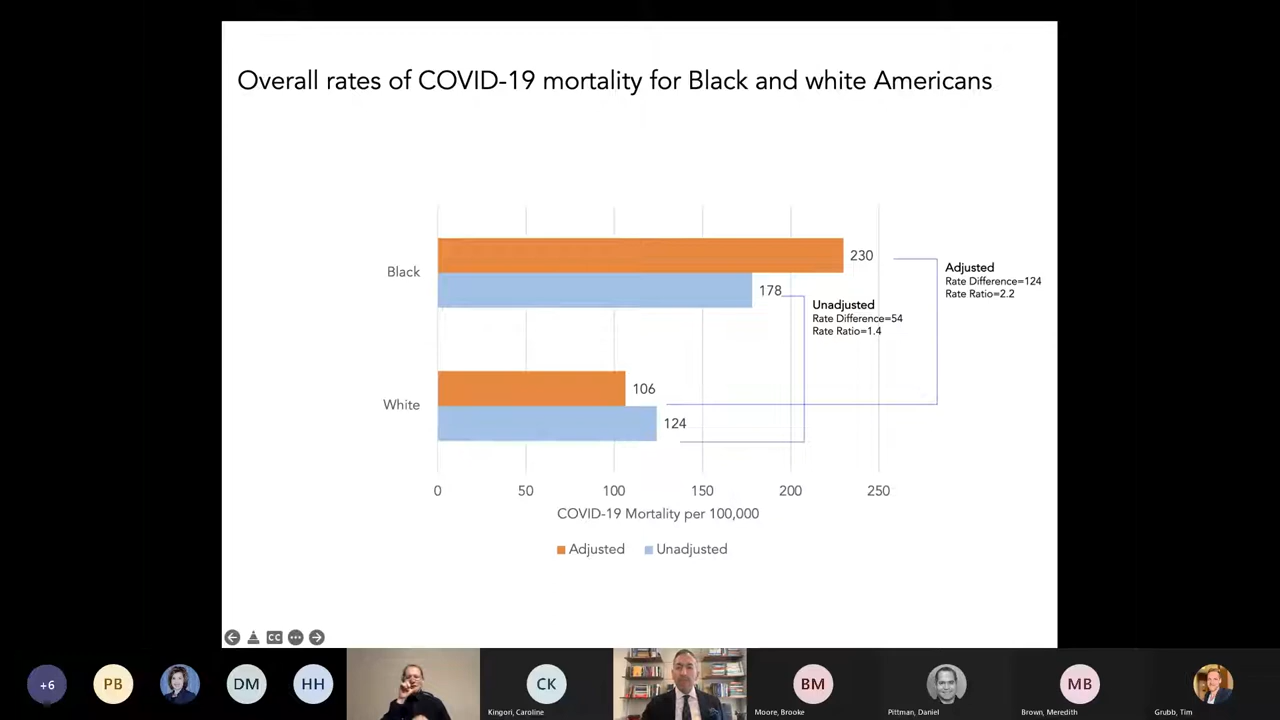 Overall rates of COVID-19 mortality for Black and white Americans
Black
230
178
Adjusted
Rate Difference=124
Rate Ratio=2.2
Unadjusted
Rate Difference=54
Rate Ratio=1.4
White
106
124
0 50 100 150 200 250
COVID-19 Mortality per 100,000
Adjusted Unadjusted
CC
+6 PB DM HH CK BM MB
Kingori, Caroline Moore, Brooke Pittman, Daniel Brown, Meredith Grubb, Tim